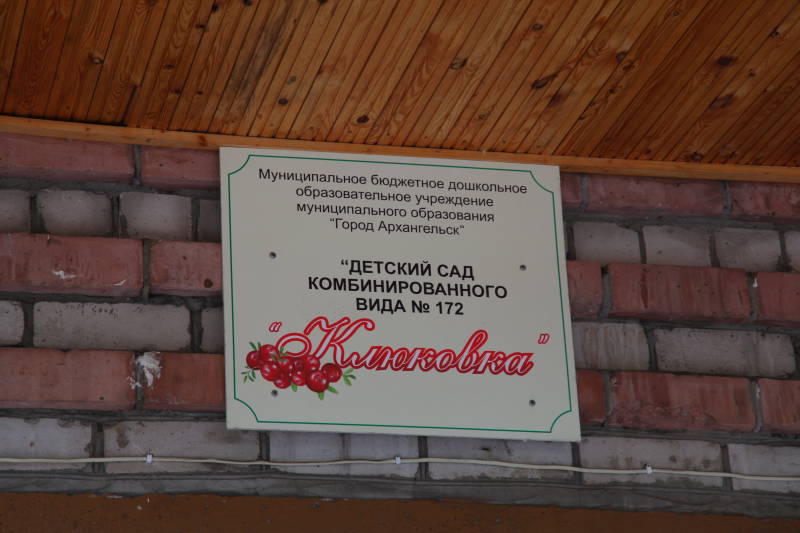 Муниципальное бюджетное дошкольное
образовательное учреждение
муниципального образования
"Город Архангельск"
"ДЕТСКИЙ САД
КОМБИНИРОВАННОГО
ВИДА № 172
"Клюковка"